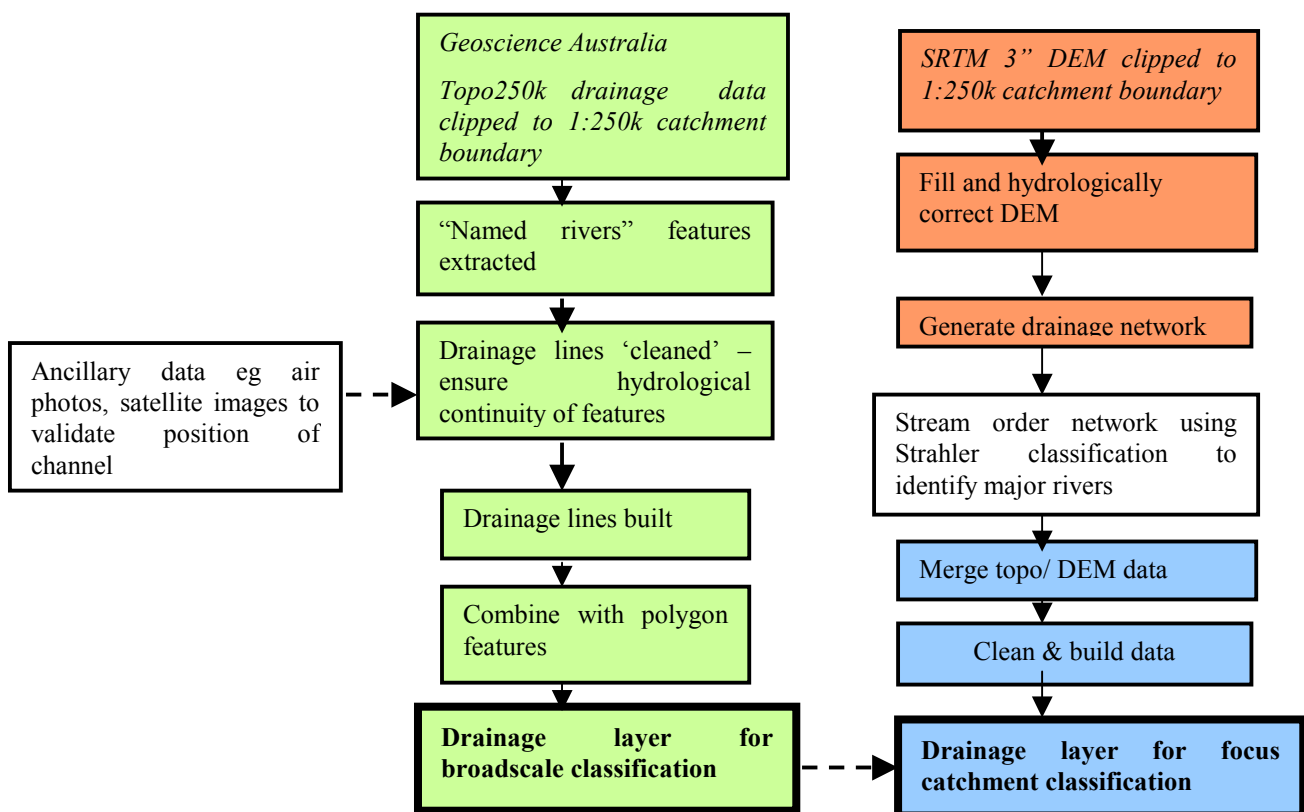 Geoscience Australia
Topo250k drainage data
clipped to 1:250k catchment
boundary
“Named rivers” features
extracted
Drainage lines ‘cleaned’ –
ensure hydrological
continuity of features
Ancillary data eg air
photos, satellite images to
validate position of
channel
Drainage lines built
Combine with polygon
features
Drainage layer for
broadscale classification
SRTM 3” DEM clipped to
1:250k catchment boundary
Fill and hydrologically
correct DEM
Generate drainage network
Stream order network using
Strahler classification to
identify major rivers
Merge topo/ DEM data
Clean & build data
Drainage layer for focus
catchment classification